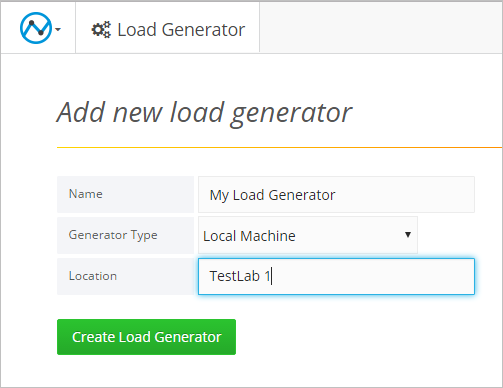 Load Generator
Add new load generator
Name
My Load Generator
Generator Type
Local Machine
Location
TestLab 1
Create Load Generator